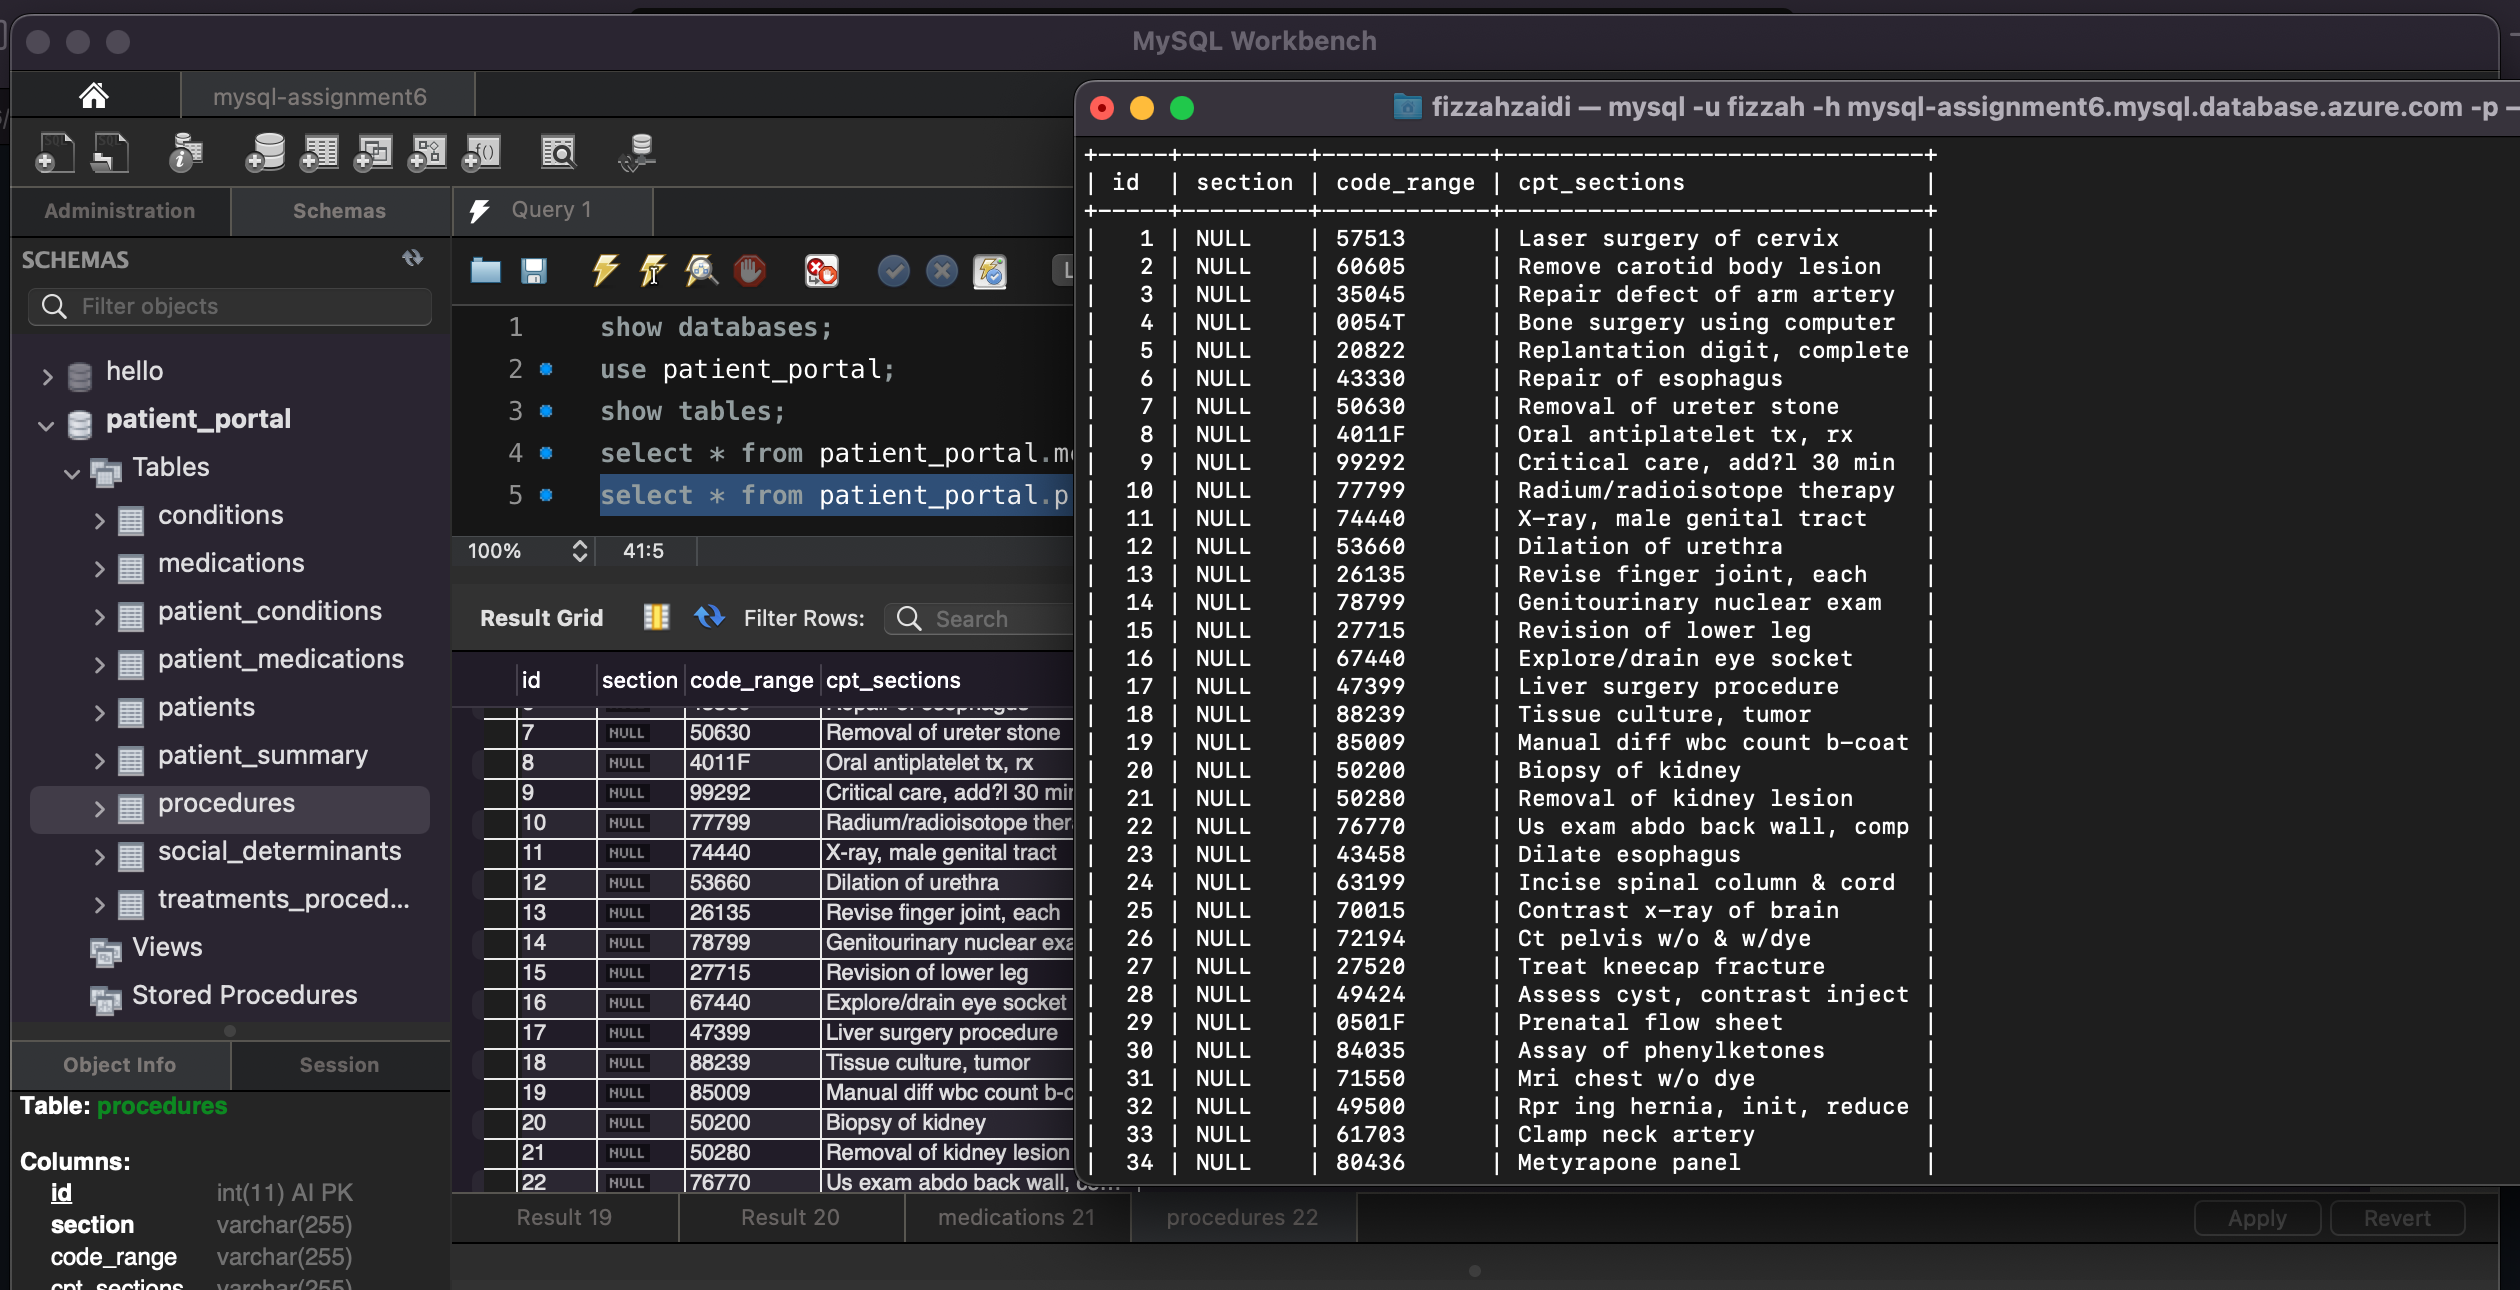 MySQL Workbench
mysql-assignment6
Administration
Schemas
Query 1
SCHEMAS
Filter objects
hello
patient_portal
Tables
conditions
medications
patient_conditions
patient_medications
patients
patient_summary
procedures
social_determinants
treatments_proced...
Views
Stored Procedures
Object Info
Session
Table: procedures
Columns:
id int(11) AI PK
section varchar(255)
code_range varchar(255)
cpt_sections varchar(255)
1 show databases;
2 use patient_portal;
3 show tables;
4 select * from patient_portal.m
5 select * from patient_portal.p
100% 41:5
Result Grid Filter Rows: Search
id section code_range cpt_sections
7 NULL 50630 Removal of ureter stone
8 NULL 4011F Oral antiplatelet tx, rx
9 NULL 99292 Critical care, add?l 30 min
10 NULL 77799 Radium/radioisotope ther
11 NULL 74440 X-ray, male genital tract
12 NULL 53660 Dilation of urethra
13 NULL 26135 Revise finger joint, each
14 NULL 78799 Genitourinary nuclear exa
15 NULL 27715 Revision of lower leg
16 NULL 67440 Explore/drain eye socket
17 NULL 47399 Liver surgery procedure
18 NULL 88239 Tissue culture, tumor
19 NULL 85009 Manual diff wbc count b-c
20 NULL 50200 Biopsy of kidney
21 NULL 50280 Removal of kidney lesion
22 NULL 76770 Us exam abdo back wall,
Result 19
Result 20
medications 21
procedures 22
Apply
Revert
fizzahzaidi — mysql -u fizzah -h mysql-assignment6.mysql.database.azure.com -p —
+-----+---------+------------+-----------------------------+
| id | section | code_range | cpt_sections |
+-----+---------+------------+-----------------------------+
| 1 | NULL | 57513 | Laser surgery of cervix |
| 2 | NULL | 60605 | Remove carotid body lesion |
| 3 | NULL | 35045 | Repair defect of arm artery |
| 4 | NULL | 0054T | Bone surgery using computer |
| 5 | NULL | 20822 | Replantation digit, complete |
| 6 | NULL | 43330 | Repair of esophagus |
| 7 | NULL | 50630 | Removal of ureter stone |
| 8 | NULL | 4011F | Oral antiplatelet tx, rx |
| 9 | NULL | 99292 | Critical care, add?l 30 min |
| 10 | NULL | 77799 | Radium/radioisotope therapy |
| 11 | NULL | 74440 | X-ray, male genital tract |
| 12 | NULL | 53660 | Dilation of urethra |
| 13 | NULL | 26135 | Revise finger joint, each |
| 14 | NULL | 78799 | Genitourinary nuclear exam |
| 15 | NULL | 27715 | Revision of lower leg |
| 16 | NULL | 67440 | Explore/drain eye socket |
| 17 | NULL | 47399 | Liver surgery procedure |
| 18 | NULL | 88239 | Tissue culture, tumor |
| 19 | NULL | 85009 | Manual diff wbc count b-coat |
| 20 | NULL | 50200 | Biopsy of kidney |
| 21 | NULL | 50280 | Removal of kidney lesion |
| 22 | NULL | 76770 | Us exam abdo back wall, comp |
| 23 | NULL | 43458 | Dilate esophagus |
| 24 | NULL | 63199 | Incise spinal column & cord |
| 25 | NULL | 70015 | Contrast x-ray of brain |
| 26 | NULL | 72194 | Ct pelvis w/o & w/dye |
| 27 | NULL | 27520 | Treat kneecap fracture |
| 28 | NULL | 49424 | Assess cyst, contrast inject |
| 29 | NULL | 0501F | Prenatal flow sheet |
| 30 | NULL | 84035 | Assay of phenylketones |
| 31 | NULL | 71550 | Mri chest w/o dye |
| 32 | NULL | 49500 | Rpr ing hernia, init, reduce |
| 33 | NULL | 61703 | Clamp neck artery |
| 34 | NULL | 80436 | Metyrapone panel |